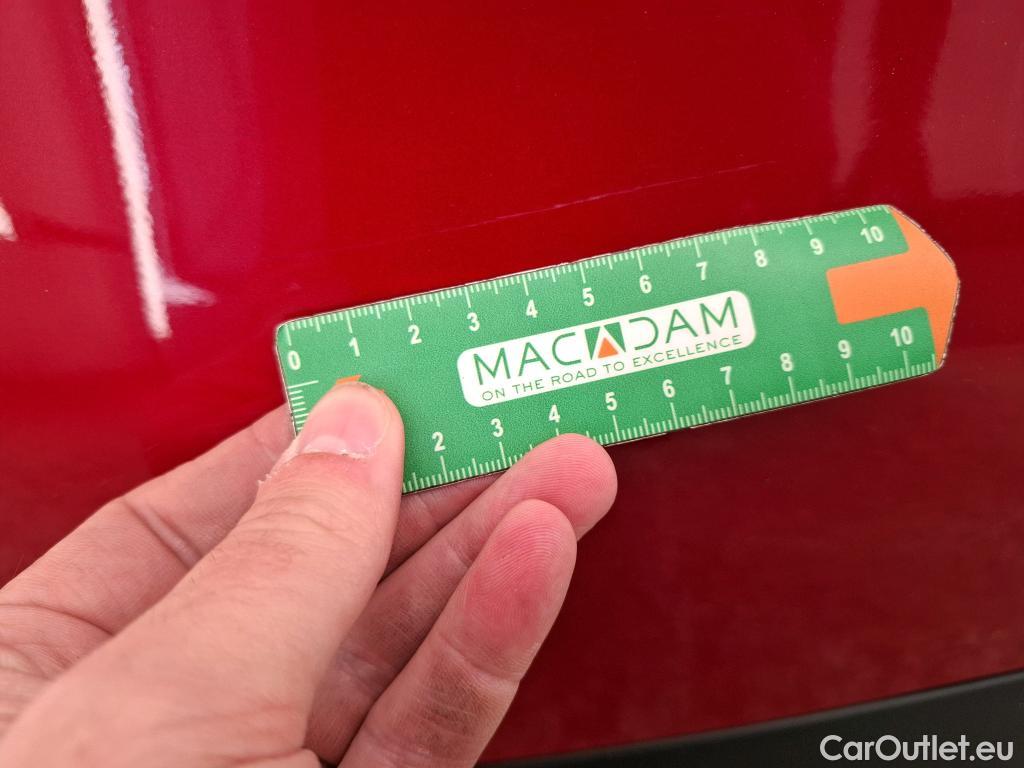 0 1 2 3 4 5 6 7 8 9 10
MACADAM
ON THE ROAD TO EXCELLENCE
2 3 4 5 6 7 8 9 10
CarOutlet.eu